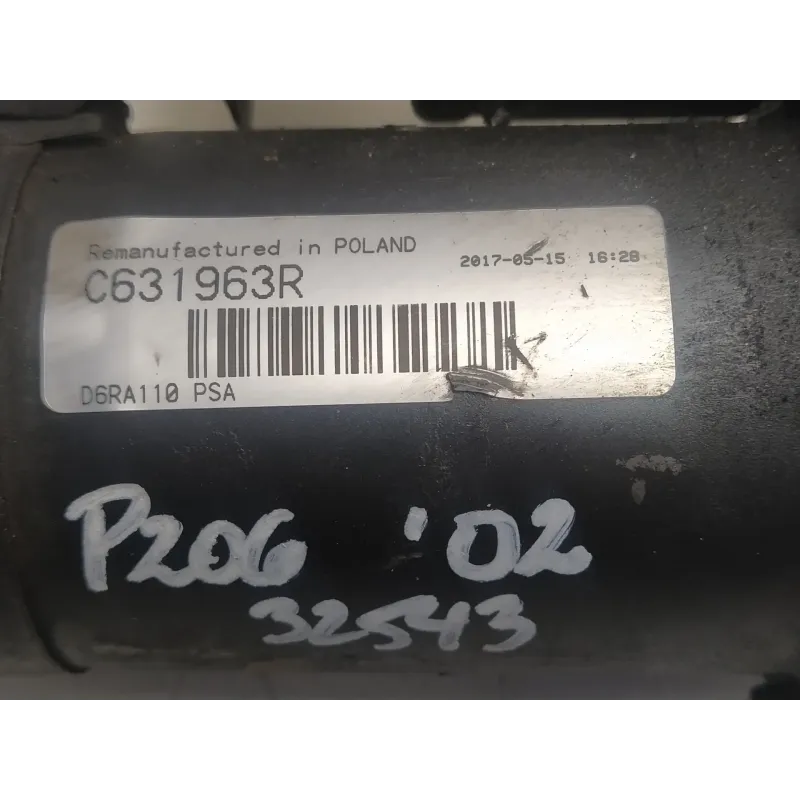 Remanufactured in POLAND
2017-05-15 16:28
C631963R
D6RA110 PSA
P206 '02
32543